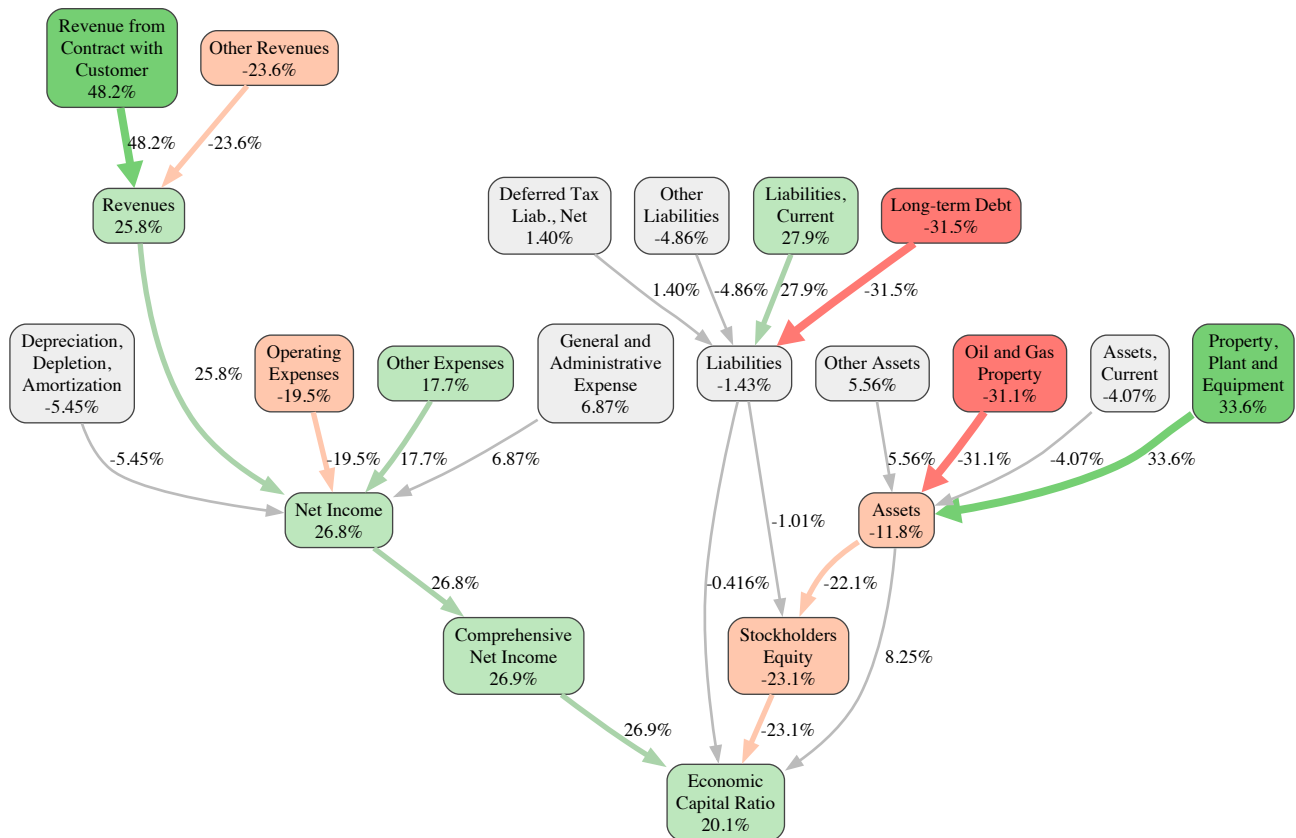 Revenue from
Contract with
Customer
48.2%
Other Revenues
-23.6%
48.2%
-23.6%
Revenues
25.8%
Deferred Tax
Liab., Net
1.40%
Other
Liabilities
-4.86%
Liabilities,
Current
27.9%
Long-term Debt
-31.5%
1.40%
-4.86%
27.9%
-31.5%
Depreciation,
Depletion,
Amortization
-5.45%
Operating
Expenses
-19.5%
Other Expenses
17.7%
General and
Administrative
Expense
6.87%
Liabilities
-1.43%
Other Assets
5.56%
Oil and Gas
Property
-31.1%
Assets,
Current
-4.07%
Property,
Plant and
Equipment
33.6%
25.8%
-5.45%
-19.5%
17.7%
6.87%
5.56%
-31.1%
-4.07%
33.6%
Net Income
26.8%
-1.01%
Assets
-11.8%
26.8%
-0.416%
-22.1%
8.25%
Comprehensive
Net Income
26.9%
Stockholders
Equity
-23.1%
26.9%
-23.1%
Economic
Capital Ratio
20.1%